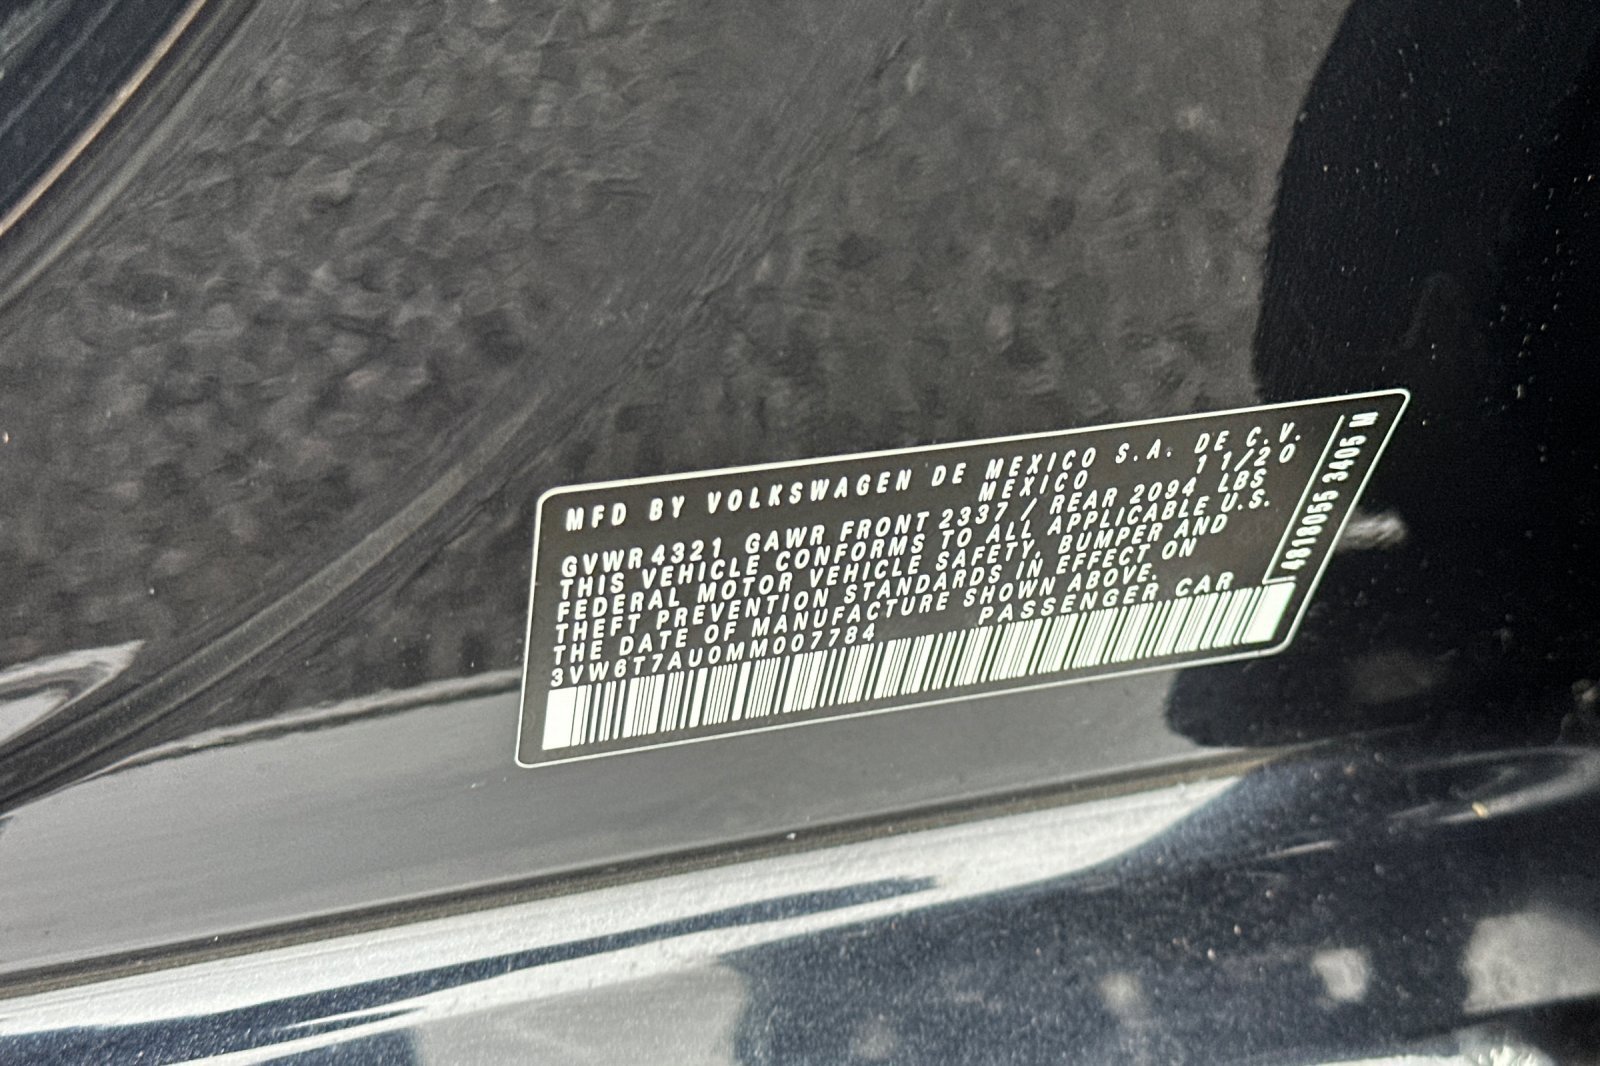 MFD BY VOLKSWAGEN DE MEXICO S.A. DE C.V.
MEXICO 11/20
GVWR 4321 GAWR FRONT 2337 / REAR 2094 LBS
THIS VEHICLE CONFORMS TO ALL APPLICABLE U.S.
FEDERAL MOTOR VEHICLE SAFETY, BUMPER AND
THEFT PREVENTION STANDARDS IN EFFECT ON
THE DATE OF MANUFACTURE SHOWN ABOVE.
3VW6T7AU0MM007784 PASSENGER CAR
4818055 3405 M